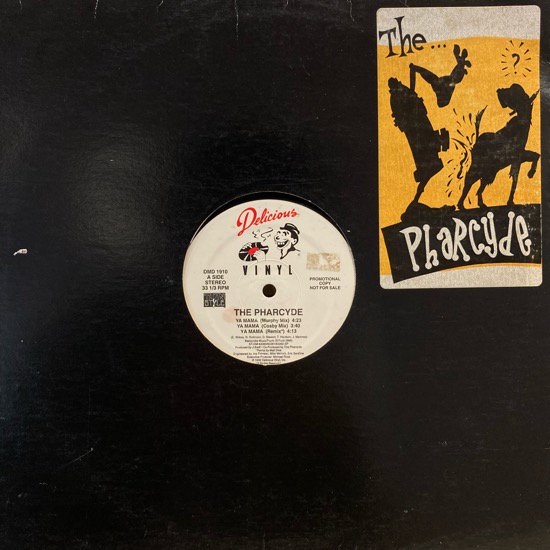 The...
?
Pharcyde
Delicious
VINYL
DMD 1910
A SIDE
STEREO
33 1/3 RPM
PROMOTIONAL
COPY
NOT FOR SALE
THE PHARCYDE
YA MAMA (Murphy Mix) 4:23
YA MAMA (Cosby Mix) 3:40
YA MAMA (Remix*) 4:13